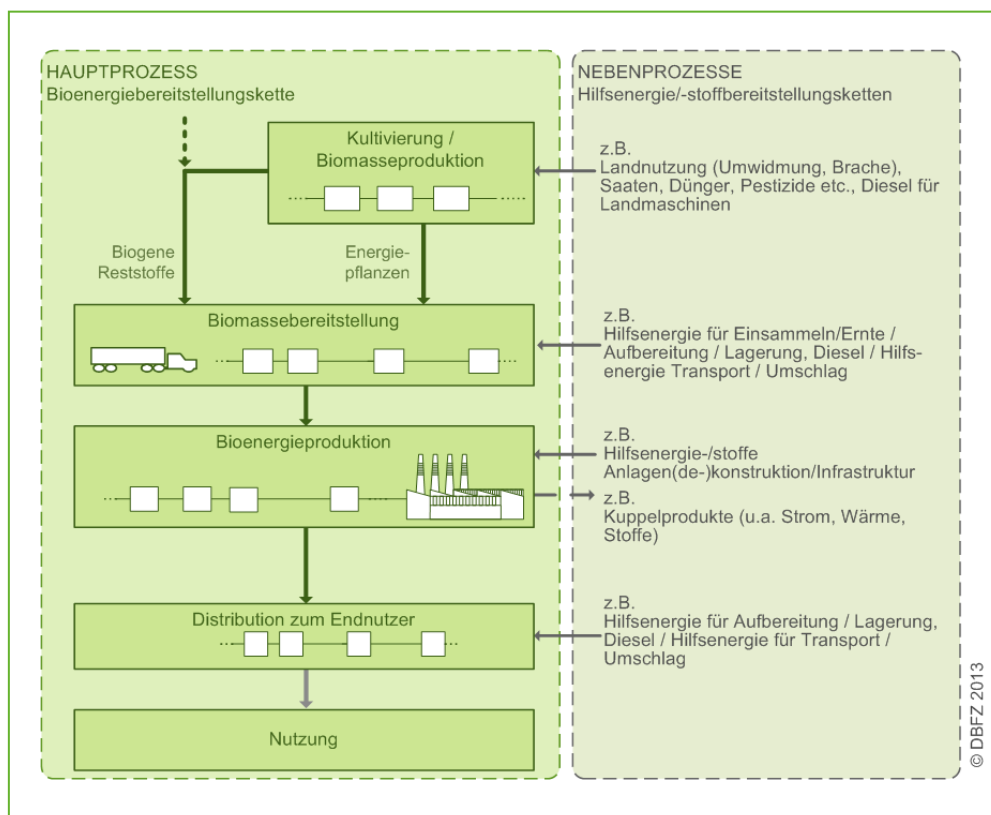 HAUPTPROZESS
Bioenergiebereitstellungskette
Kultivierung /
Biomasseproduktion
Biogene
Reststoffe
Energie-
pflanzen
Biomassebereitstellung
Bioenergieproduktion
Distribution zum Endnutzer
Nutzung
NEBENPROZESSE
Hilfsenergie/-stoffbereitstellungsketten
z.B.
Landnutzung (Umwidmung, Brache),
Saaten, Dünger, Pestizide etc., Diesel für
Landmaschinen
z.B.
Hilfsenergie für Einsammeln/Ernte /
Aufbereitung / Lagerung, Diesel / Hilfs-
energie Transport / Umschlag
z.B.
Hilfsenergie-/stoffe
Anlagen(de-)konstruktion/Infrastruktur
z.B.
Kuppelprodukte (u.a. Strom, Wärme,
Stoffe)
z.B.
Hilfsenergie für Aufbereitung / Lagerung,
Diesel / Hilfsenergie für Transport /
Umschlag
© DBFZ 2013